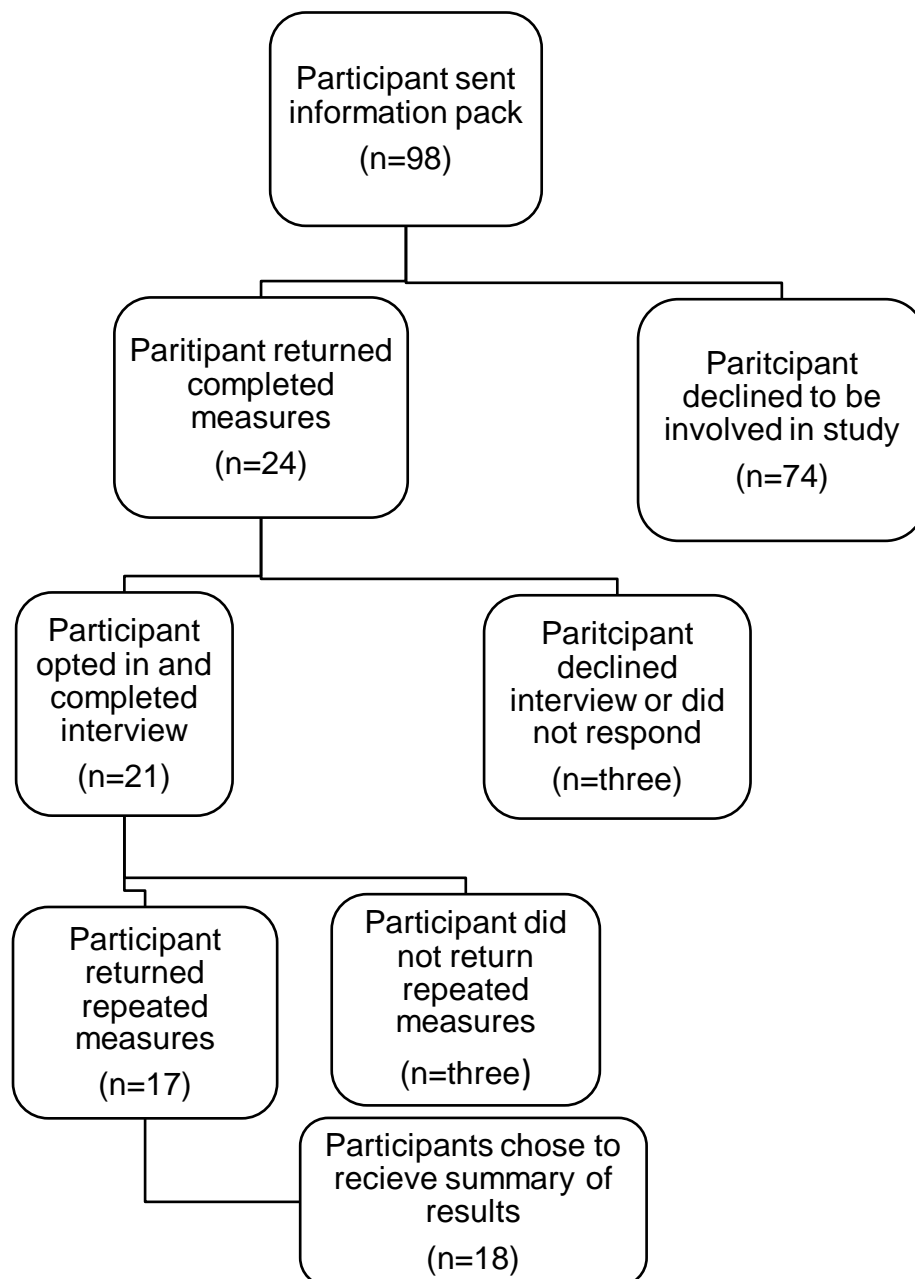 Participant sent
information pack
(n=98)
Paritipant returned
completed
measures
(n=24)
Paritcipant
declined to be
involved in study
(n=74)
Participant
opted in and
completed
interview
(n=21)
Paritcipant
declined
interview or did
not respond
(n=three)
Participant
returned
repeated
measures
(n=17)
Participant did
not return
repeated
measures
(n=three)
Participants chose to
recieve summary of
results
(n=18)